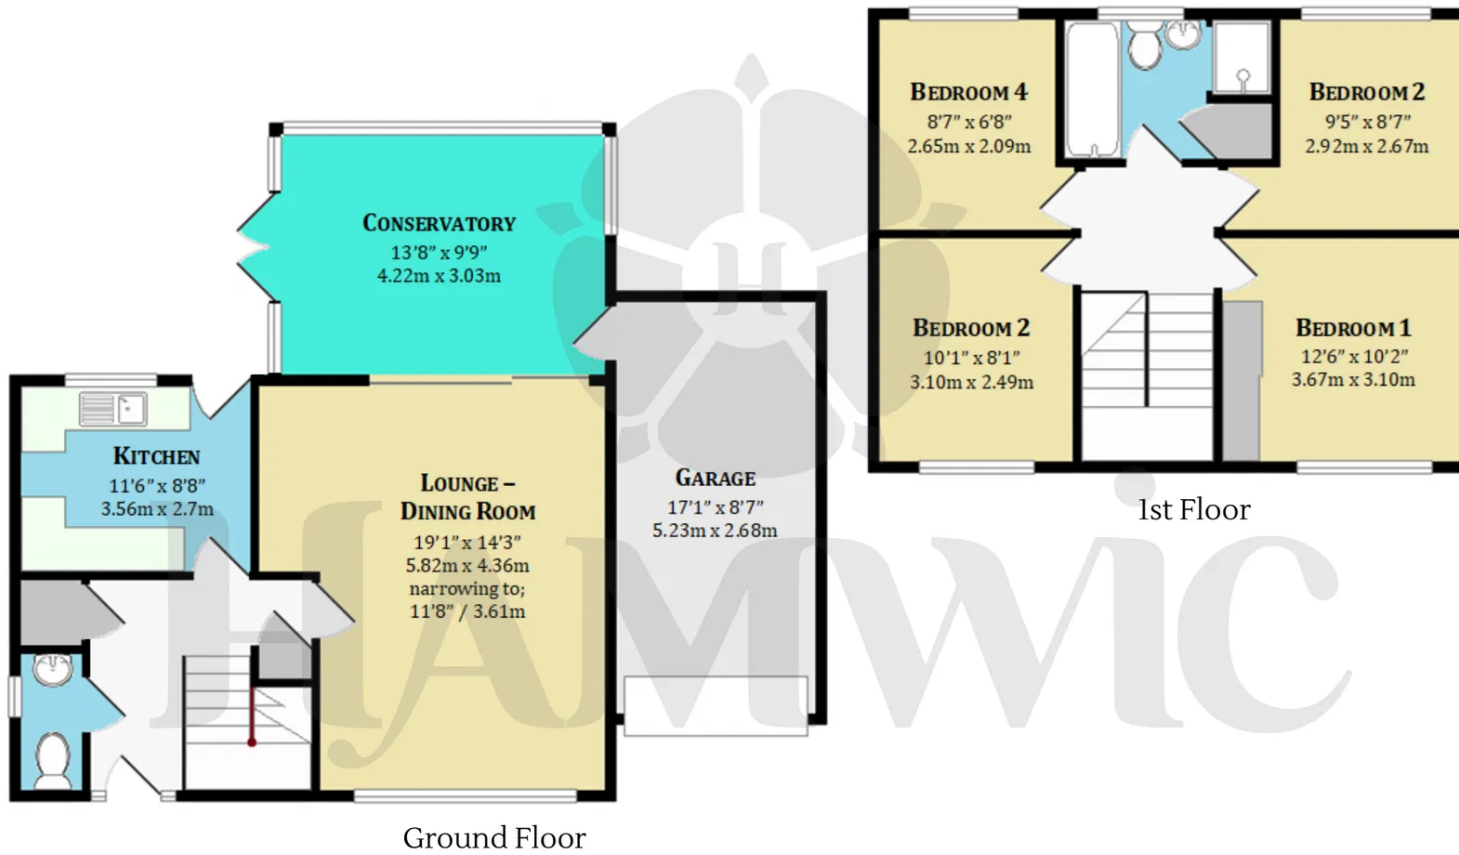 CONSERVATORY
13’8” x 9’9”
4.22m x 3.03m
KITCHEN
11’6” x 8’8”
3.56m x 2.7m
LOUNGE –
DINING ROOM
19’1” x 14’3”
5.82m x 4.36m
narrowing to;
11’8” / 3.61m
GARAGE
17’1” x 8’7”
5.23m x 2.68m
Ground Floor
BEDROOM 4
8’7” x 6’8”
2.65m x 2.09m
BEDROOM 2
9’5” x 8’7”
2.92m x 2.67m
BEDROOM 2
10’1” x 8’1”
3.10m x 2.49m
BEDROOM 1
12’6” x 10’2”
3.67m x 3.10m
1st Floor
H
HAMWIC